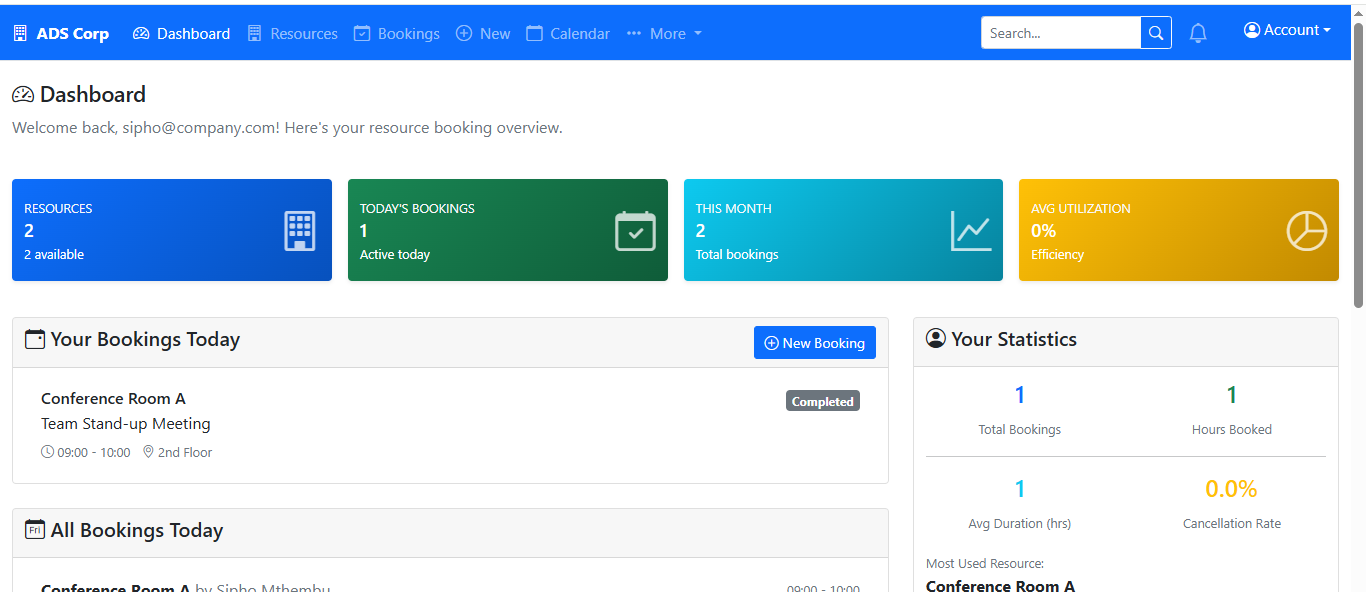 ADS Corp Dashboard Resources Bookings New Calendar More Search... Account
Dashboard
Welcome back, sipho@company.com! Here's your resource booking overview.
RESOURCES
2
2 available
TODAY'S BOOKINGS
1
Active today
THIS MONTH
2
Total bookings
AVG UTILIZATION
0%
Efficiency
Your Bookings Today
New Booking
Conference Room A
Completed
Team Stand-up Meeting
09:00 - 10:00 2nd Floor
Fri All Bookings Today
Conference Room A by Sipho Mthembu
09:00 - 10:00
Your Statistics
1
Total Bookings
1
Hours Booked
1
Avg Duration (hrs)
0.0%
Cancellation Rate
Most Used Resource:
Conference Room A